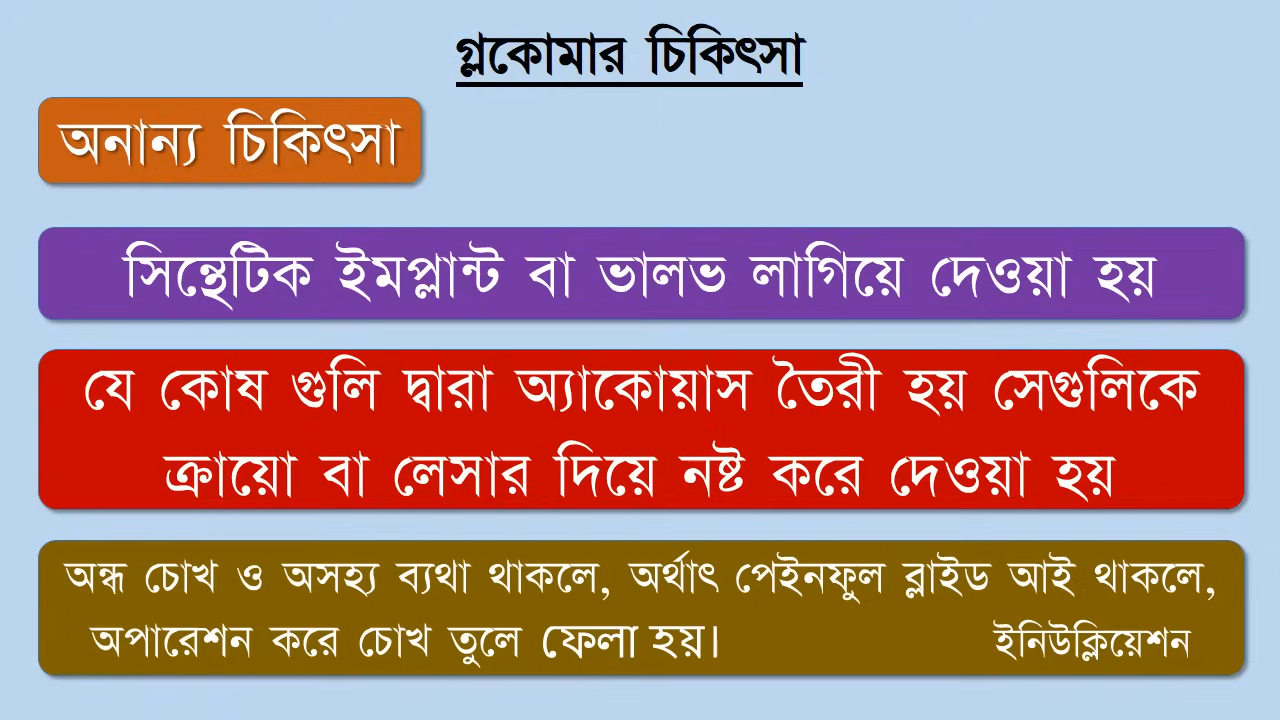 গ্লকোমার চিকিৎসা
অনান্য চিকিৎসা
সিন্থেটিক ইমপ্লান্ট বা ভালভ লাগিয়ে দেওয়া হয়
যে কোষ গুলি দ্বারা অ্যাকোয়াস তৈরী হয় সেগুলিকে
ক্রায়ো বা লেসার দিয়ে নষ্ট করে দেওয়া হয়
অন্ধ চোখ ও অসহ্য ব্যথা থাকলে, অর্থাৎ পেইনফুল ব্লাইন্ড আই থাকলে,
অপারেশন করে চোখ তুলে ফেলা হয়। ইনিউক্লিয়েশন